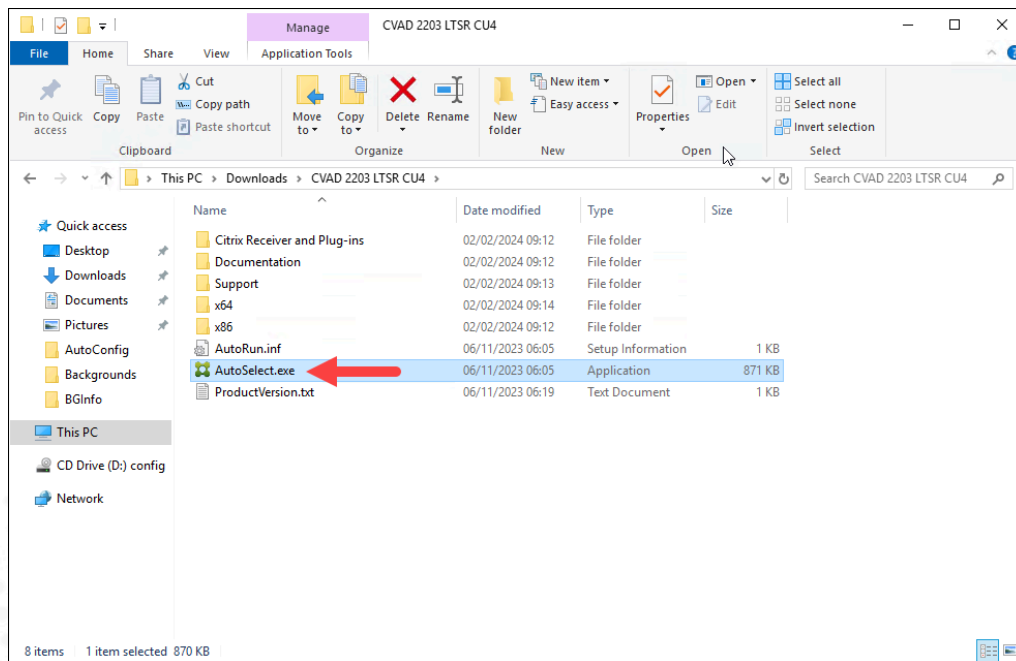 Manage CVAD 2203 LTSR CU4
File Home Share View Application Tools
Pin to Quick access
Copy
Paste
Cut
Copy path
Paste shortcut
Clipboard
Move to
Copy to
Delete
Rename
Organize
New folder
New item
Easy access
New
Properties
Open
Edit
Open
Select all
Select none
Invert selection
Select
This PC Downloads CVAD 2203 LTSR CU4 Search CVAD 2203 LTSR CU4
Quick access
Desktop
Downloads
Documents
Pictures
AutoConfig
Backgrounds
BGInfo
This PC
CD Drive (D:) config
Network
Name Date modified Type Size
Citrix Receiver and Plug-ins 02/02/2024 09:12 File folder
Documentation 02/02/2024 09:12 File folder
Support 02/02/2024 09:13 File folder
x64 02/02/2024 09:14 File folder
x86 02/02/2024 09:12 File folder
AutoRun.inf 06/11/2023 06:05 Setup Information 1 KB
AutoSelect.exe 06/11/2023 06:05 Application 871 KB
ProductVersion.txt 06/11/2023 06:19 Text Document 1 KB
8 items 1 item selected 870 KB